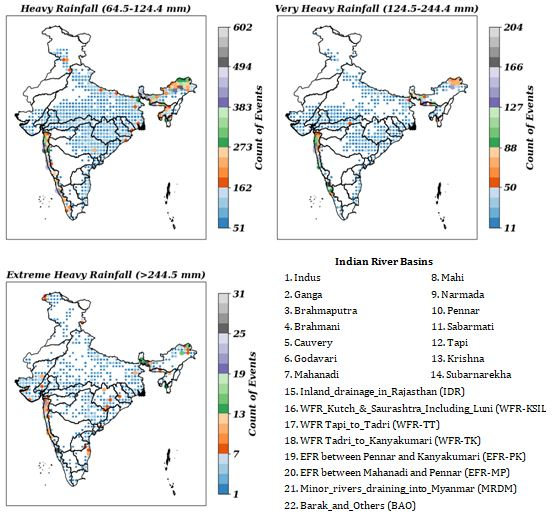 Heavy Rainfall (64.5-124.4 mm)
602
494
383
273
162
51
Count of Events
Very Heavy Rainfall (124.5-244.4 mm)
204
166
127
88
50
11
Count of Events
Extreme Heavy Rainfall (>244.5 mm)
31
25
19
13
7
1
Count of Events
Indian River Basins
1. Indus
2. Ganga
3. Brahmaputra
4. Brahmani
5. Cauvery
6. Godavari
7. Mahanadi
8. Mahi
9. Narmada
10. Pennar
11. Sabarmati
12. Tapi
13. Krishna
14. Subarnarekha
15. Inland_drainage_in_Rajasthan (IDR)
16. WFR_Kutch_&_Saurashtra_Including_Luni (WFR-KSIL
17. WFR Tapi_to_Tadri (WFR-TT)
18. WFR Tadri_to_Kanyakumari (WFR-TK)
19. EFR between Pennar and Kanyakumari (EFR-PK)
20. EFR between Mahanadi and Pennar (EFR-MP)
21. Minor_rivers_draining_into_Myanmar (MRDM)
22. Barak_and_Others (BAO)